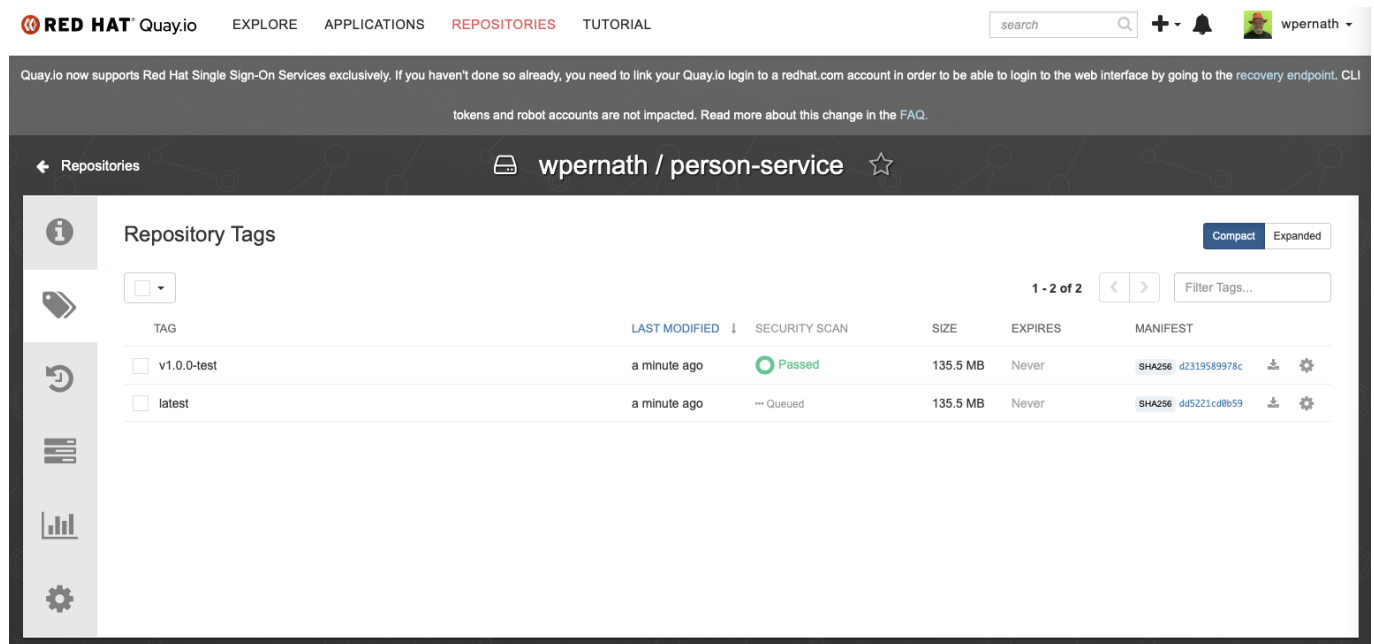 RED HAT Quay.io EXPLORE APPLICATIONS REPOSITORIES TUTORIAL search wpernath
Quay.io now supports Red Hat Single Sign-On Services exclusively. If you haven't done so already, you need to link your Quay.io login to a redhat.com account in order to be able to login to the web interface by going to the recovery endpoint. CLI
tokens and robot accounts are not impacted. Read more about this change in the FAQ.
Repositories wpernath / person-service
Repository Tags Compact Expanded
1 - 2 of 2 Filter Tags...
TAG LAST MODIFIED ↓ SECURITY SCAN SIZE EXPIRES MANIFEST
v1.0.0-test a minute ago Passed 135.5 MB Never SHA256 d2319589978c
latest a minute ago Queued 135.5 MB Never SHA256 dd5221cd0b59